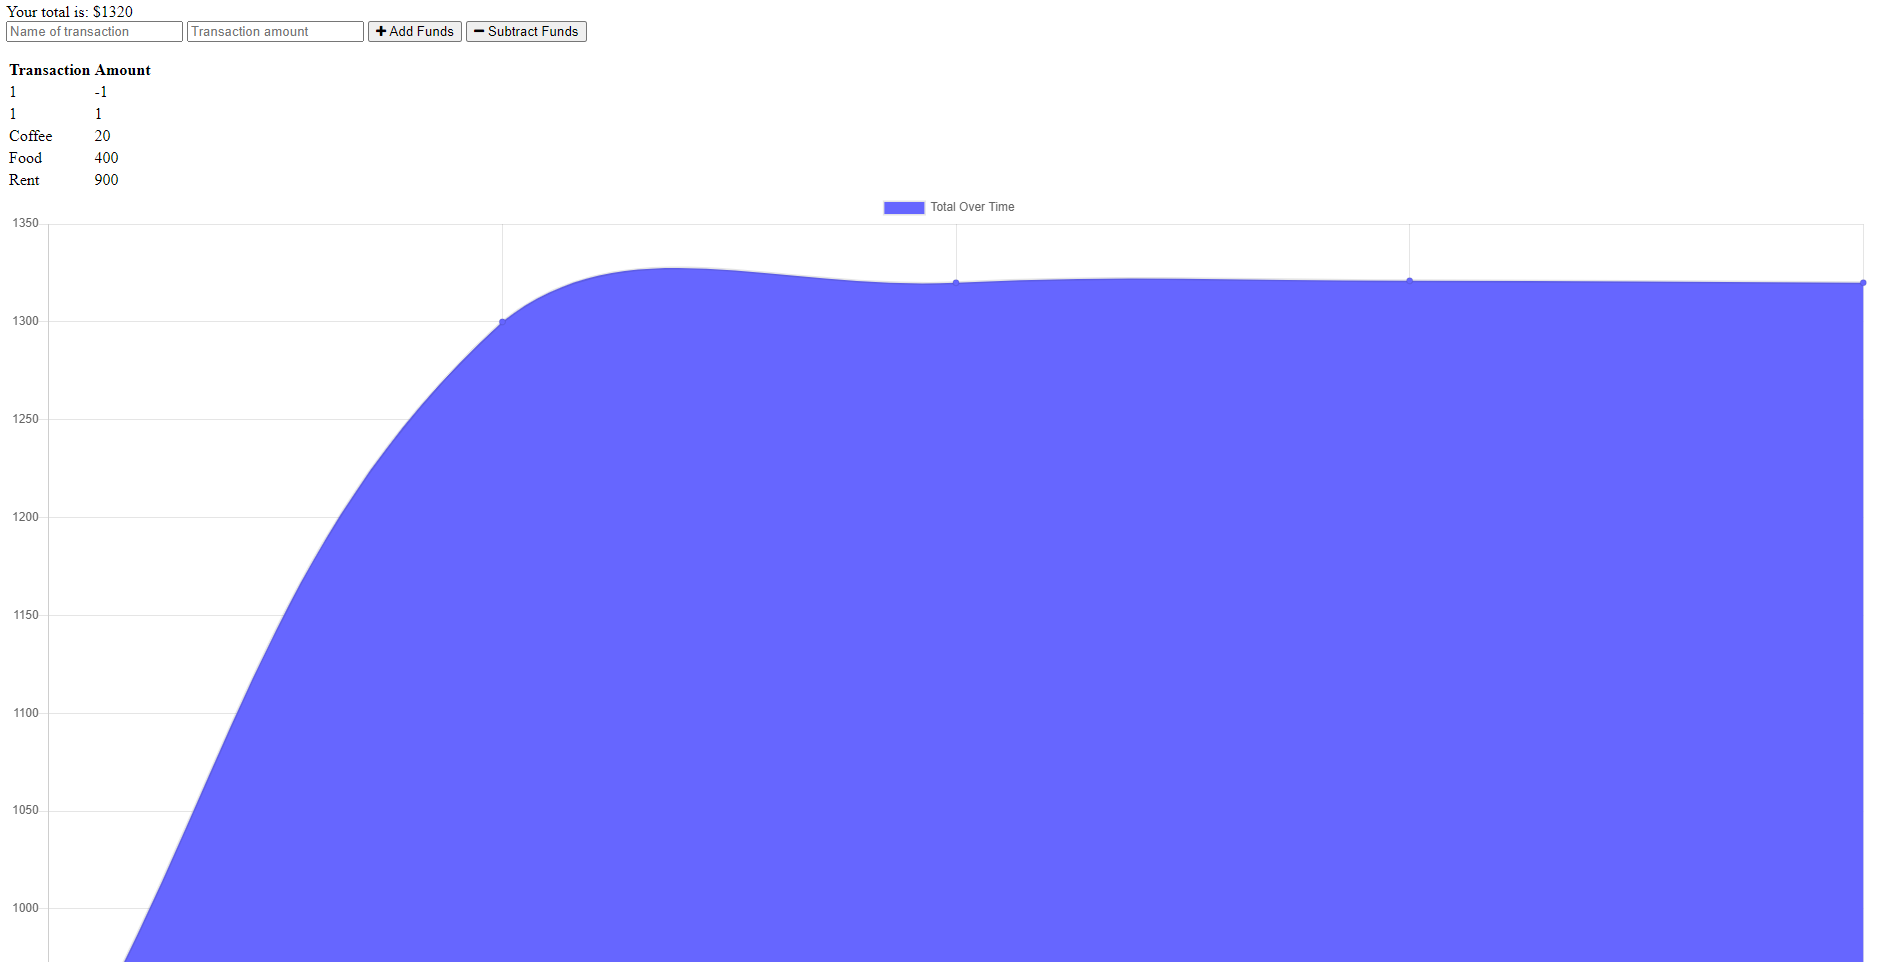 Your total is: $1320
Name of transaction Transaction amount Add Funds Subtract Funds
Transaction Amount
1 -1
1 1
Coffee 20
Food 400
Rent 900
Total Over Time
1350
1300
1250
1200
1150
1100
1050
1000